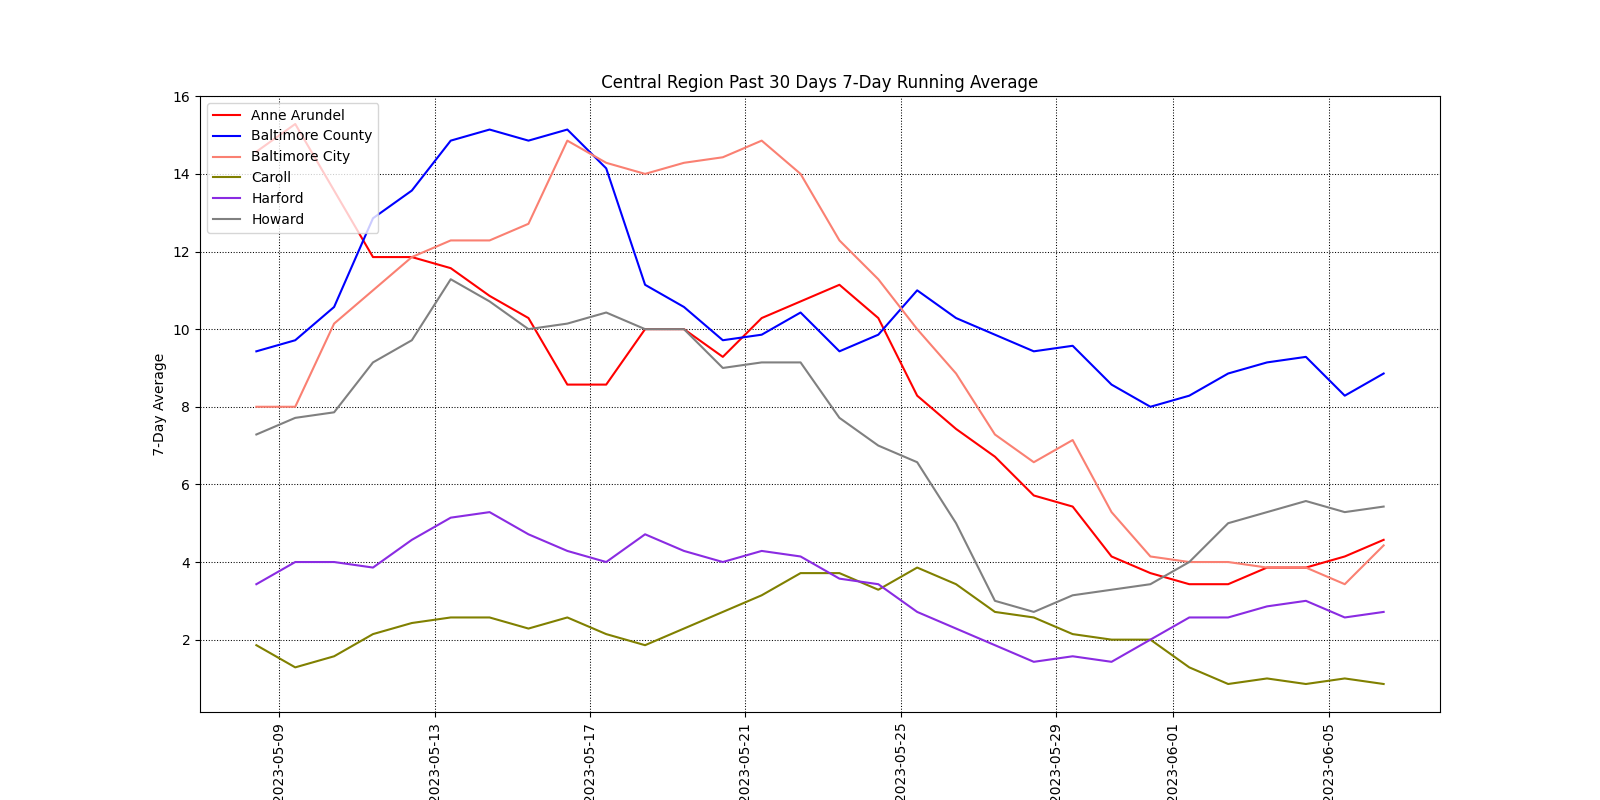 Central Region Past 30 Days 7-Day Running Average
16
14
12
10
8
6
4
2
7-Day Average
Anne Arundel
Baltimore County
Baltimore City
Caroll
Harford
Howard
2023-05-09
2023-05-13
2023-05-17
2023-05-21
2023-05-25
2023-05-29
2023-06-01
2023-06-05